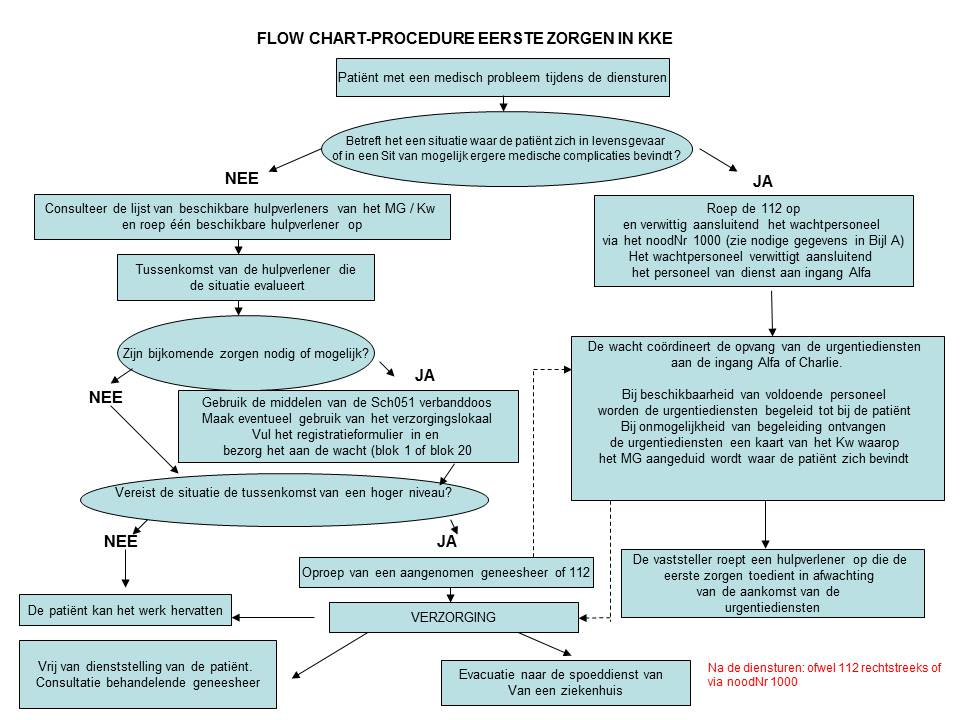 FLOW CHART-PROCEDURE EERSTE ZORGEN IN KKE
Patiënt met een medisch probleem tijdens de diensturen
Betreft het een situatie waar de patiënt zich in levensgevaar
of in een Sit van mogelijk ergere medische complicaties bevindt?
NEE
JA
Consulteer de lijst van beschikbare hulpverleners van het MG / Kw
en roep één beschikbare hulpverlener op
Roep de 112 op
en verwittig aansluitend het wachtpersoneel
via het noodNr 1000 (zie nodige gegevens in Bijl A)
Het wachtpersoneel verwittigt aansluitend
het personeel van dienst aan ingang Alfa
Tussenkomst van de hulpverlener die
de situatie evalueert
Zijn bijkomende zorgen nodig of mogelijk?
NEE
JA
De wacht coördineert de opvang van de urgentiediensten
aan de ingang Alfa of Charlie.
Bij beschikbaarheid van voldoende personeel
worden de urgentiediensten begeleid tot bij de patiënt
Bij onmogelijkheid van begeleiding ontvangen
de urgentiediensten een kaart van het Kw waarop
het MG aangeduid wordt waar de patiënt zich bevindt
Gebruik de middelen van de Sch051 verbanddoos
Maak eventueel gebruik van het verzorgingslokaal
Vul het registratieformulier in en
bezorg het aan de wacht (blok 1 of blok 20
Vereist de situatie de tussenkomst van een hoger niveau?
NEE
JA
Oproep van een aangenomen geneesheer of 112
De vaststeller roept een hulpverlener op die de
eerste zorgen toedient in afwachting
van de aankomst van de
urgentiediensten
De patiënt kan het werk hervatten
VERZORGING
Vrij van dienststelling van de patiënt.
Consultatie behandelende geneesheer
Evacuatie naar de spoeddienst van
Van een ziekenhuis
Na de diensturen: ofwel 112 rechtstreeks of
via noodNr 1000